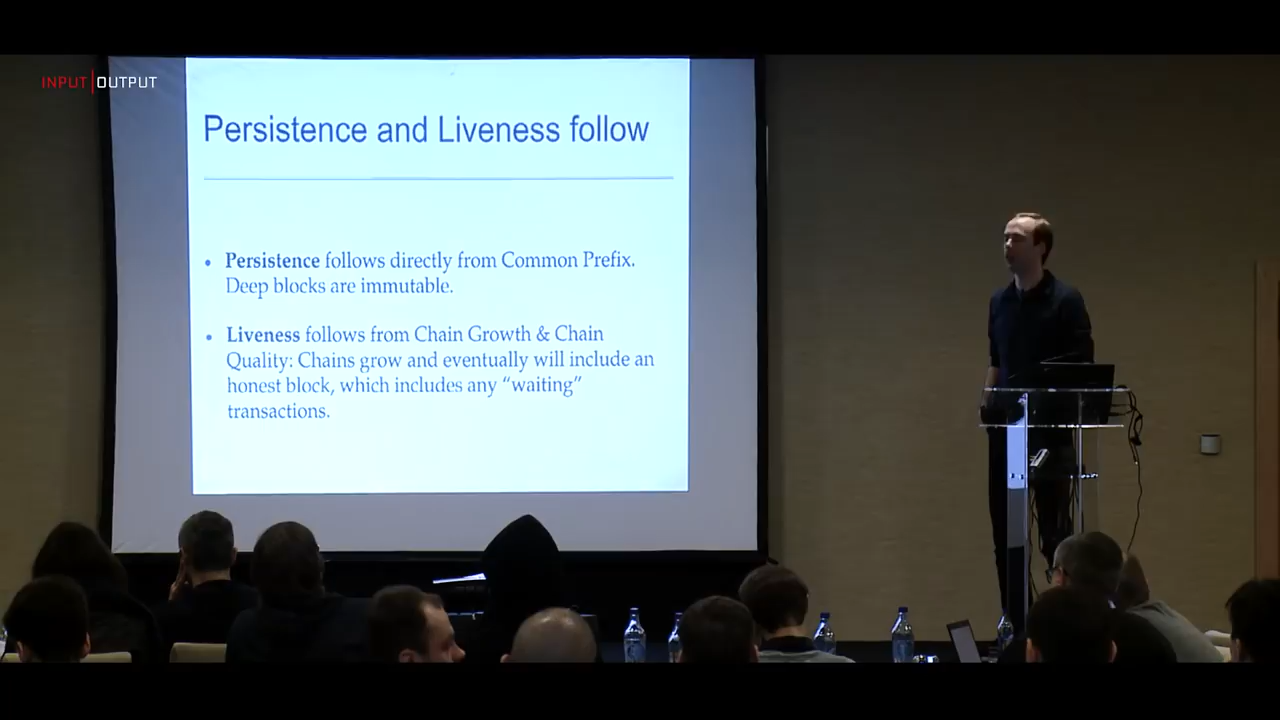 INPUT|OUTPUT
Persistence and Liveness follow
• Persistence follows directly from Common Prefix.
Deep blocks are immutable.
• Liveness follows from Chain Growth & Chain
Quality: Chains grow and eventually will include an
honest block, which includes any “waiting”
transactions.